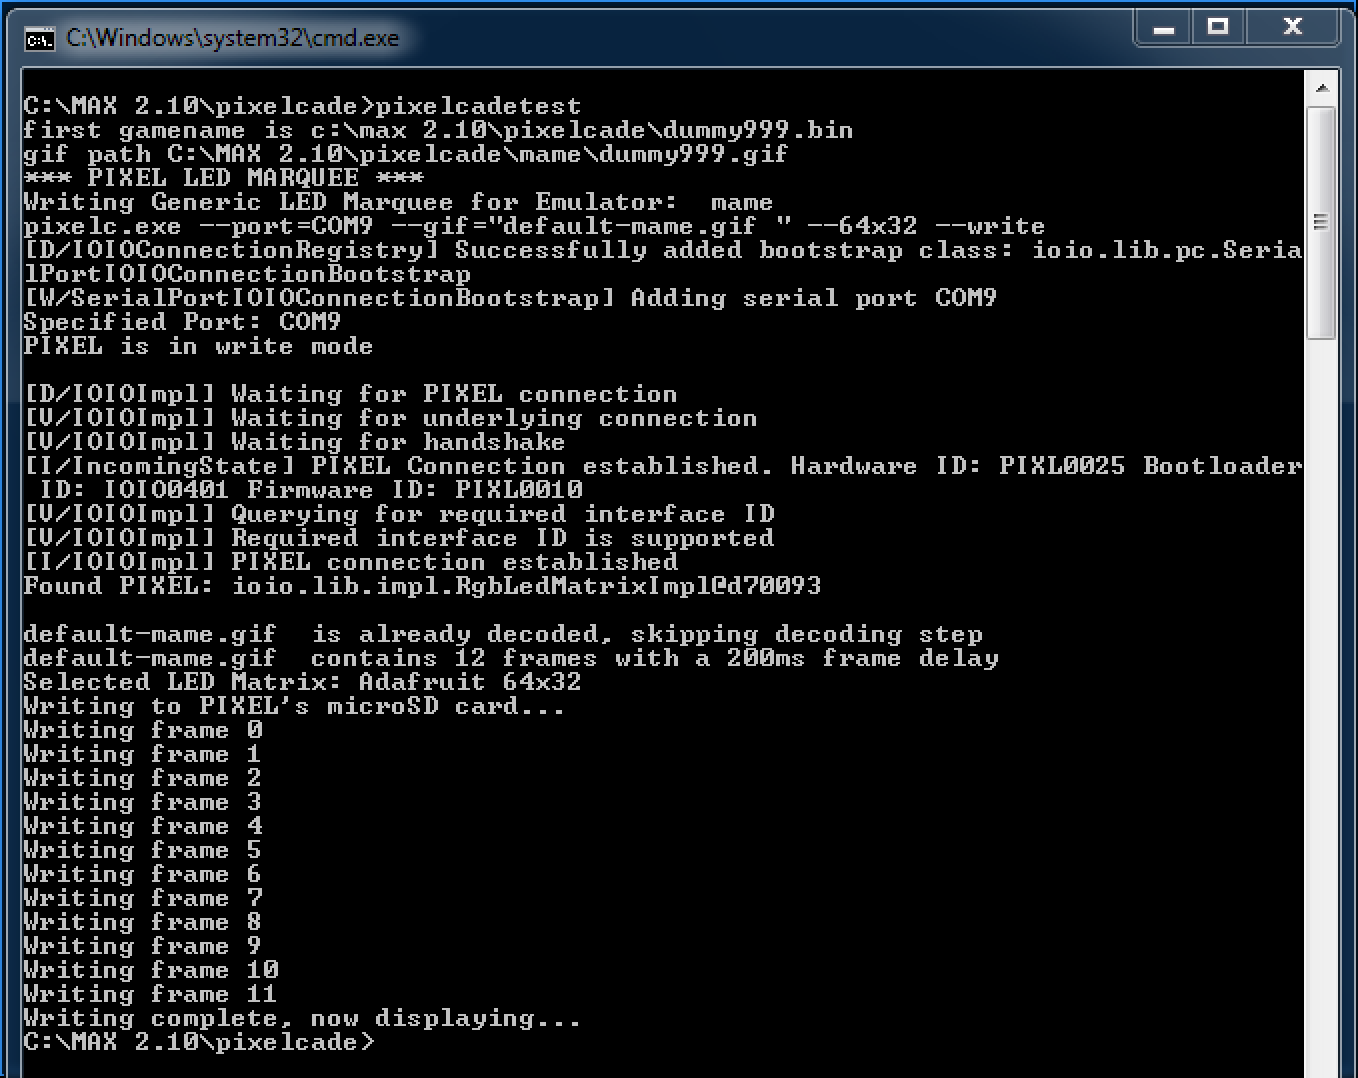 C:\Windows\system32\cmd.exe
C:\MAX 2.10\pixelcade>pixelcadetest
first gamename is c:\max 2.10\pixelcade\dummy999.bin
gif path C:\MAX 2.10\pixelcade\mame\dummy999.gif
*** PIXEL LED MARQUEE ***
Writing Generic LED Marquee for Emulator:  mame
pixelc.exe --port=COM9 --gif="default-mame.gif " --64x32 --write
[D/IOIOConnectionRegistry] Successfully added bootstrap class: ioio.lib.pc.Seria
lPortIOIOConnectionBootstrap
[W/SerialPortIOIOConnectionBootstrap] Adding serial port COM9
Specified Port: COM9
PIXEL is in write mode
[D/IOIOImpl] Waiting for PIXEL connection
[V/IOIOImpl] Waiting for underlying connection
[V/IOIOImpl] Waiting for handshake
[I/IncomingState] PIXEL Connection established. Hardware ID: PIXL0025 Bootloader
 ID: IOIO0401 Firmware ID: PIXL0010
[V/IOIOImpl] Querying for required interface ID
[V/IOIOImpl] Required interface ID is supported
[I/IOIOImpl] PIXEL connection established
Found PIXEL: ioio.lib.impl.RgbLedMatrixImpl@d70093
default-mame.gif  is already decoded, skipping decoding step
default-mame.gif  contains 12 frames with a 200ms frame delay
Selected LED Matrix: Adafruit 64x32
Writing to PIXEL's microSD card...
Writing frame 0
Writing frame 1
Writing frame 2
Writing frame 3
Writing frame 4
Writing frame 5
Writing frame 6
Writing frame 7
Writing frame 8
Writing frame 9
Writing frame 10
Writing frame 11
Writing complete, now displaying...
C:\MAX 2.10\pixelcade>